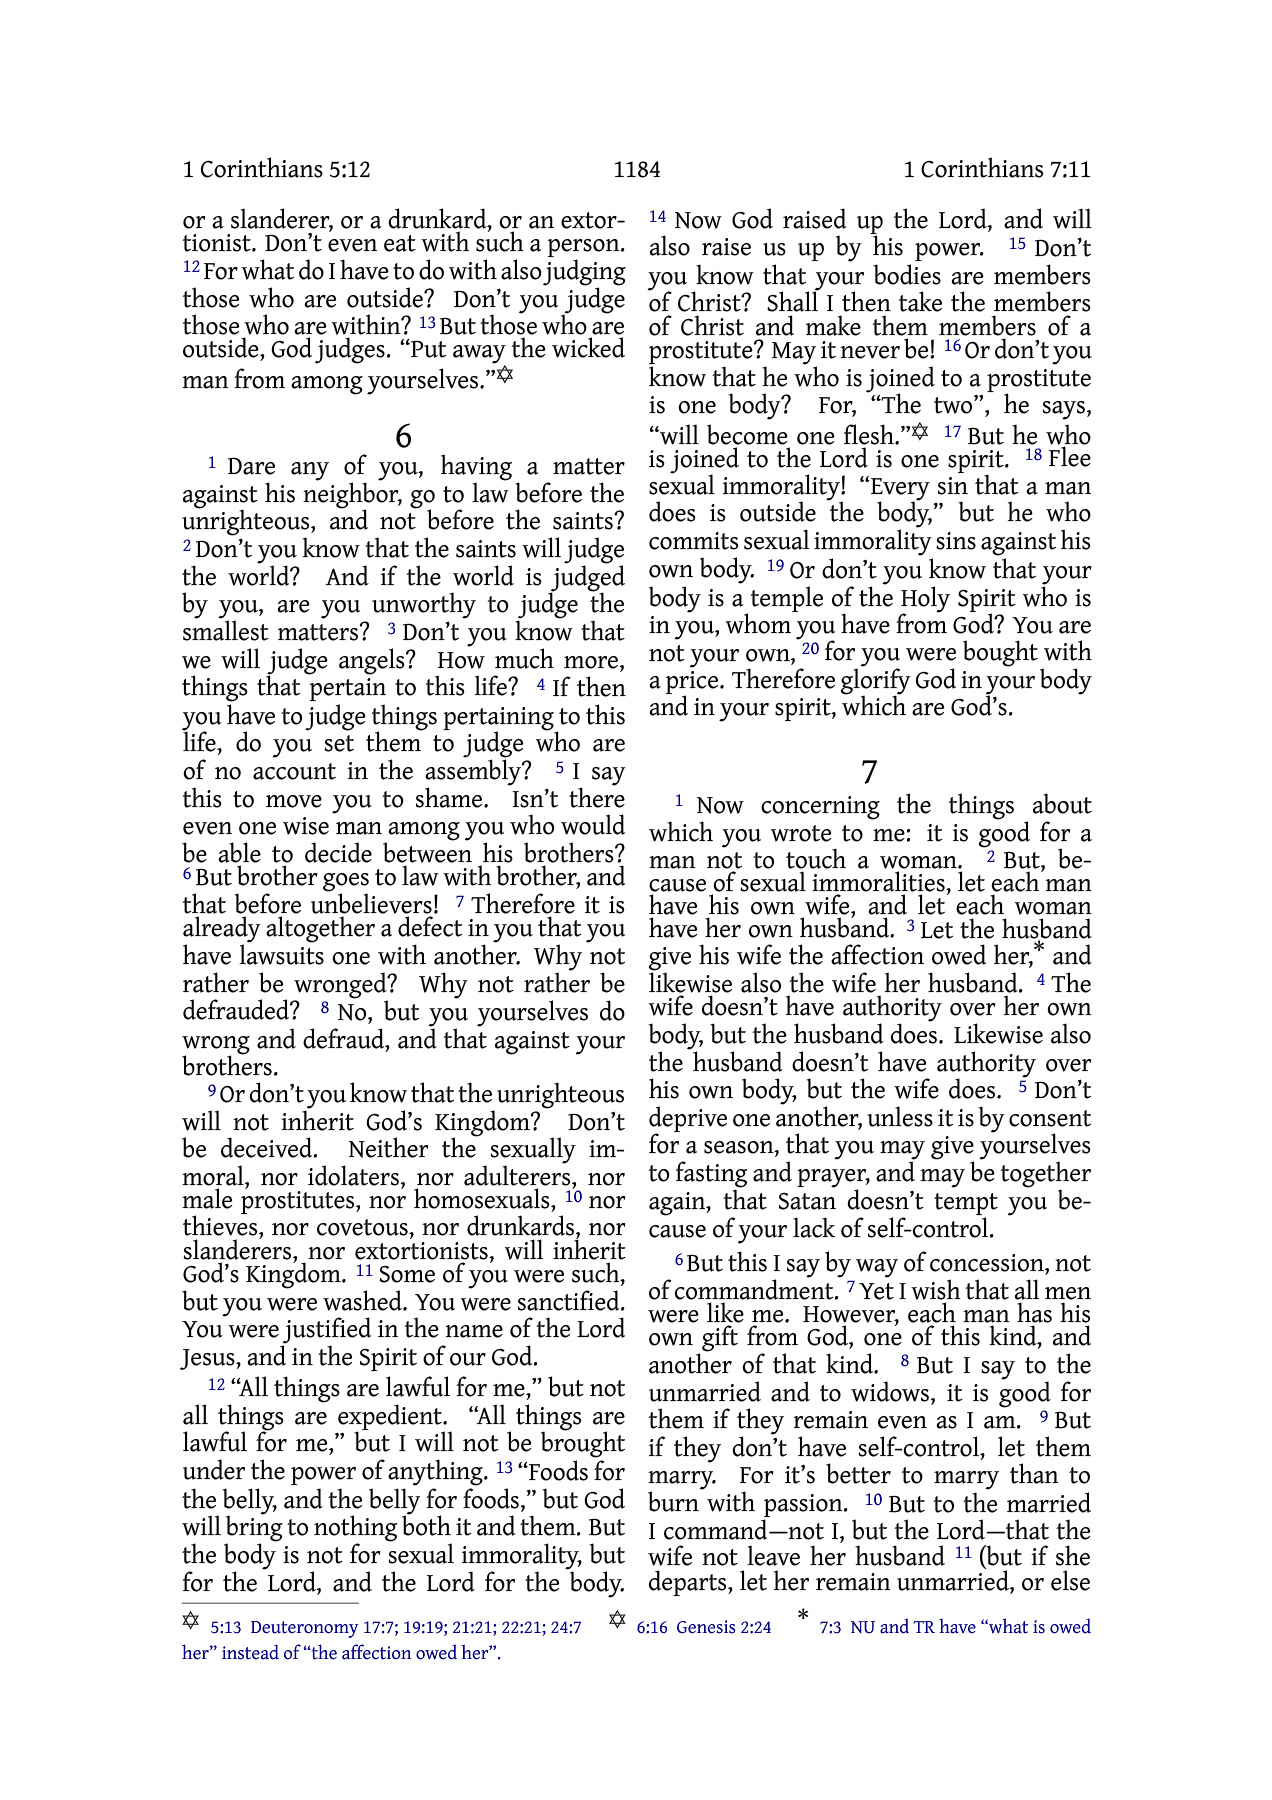 1 Corinthians 5:12
1184
1 Corinthians 7:11
or a slanderer, or a drunkard, or an extor-
tionist. Don’t even eat with such a person.
12 For what do I have to do with also judging
those who are outside? Don’t you judge
those who are within? 13 But those who are
outside, God judges. “Put away the wicked
man from among yourselves.”✡
6
1 Dare any of you, having a matter
against his neighbor, go to law before the
unrighteous, and not before the saints?
2 Don’t you know that the saints will judge
the world? And if the world is judged
by you, are you unworthy to judge the
smallest matters? 3 Don’t you know that
we will judge angels? How much more,
things that pertain to this life? 4 If then
you have to judge things pertaining to this
life, do you set them to judge who are
of no account in the assembly? 5 I say
this to move you to shame. Isn’t there
even one wise man among you who would
be able to decide between his brothers?
6 But brother goes to law with brother, and
that before unbelievers! 7 Therefore it is
already altogether a defect in you that you
have lawsuits one with another. Why not
rather be wronged? Why not rather be
defrauded? 8 No, but you yourselves do
wrong and defraud, and that against your
brothers.
9 Or don’t you know that the unrighteous
will not inherit God’s Kingdom? Don’t
be deceived. Neither the sexually im-
moral, nor idolaters, nor adulterers, nor
male prostitutes, nor homosexuals, 10 nor
thieves, nor covetous, nor drunkards, nor
slanderers, nor extortionists, will inherit
God’s Kingdom. 11 Some of you were such,
but you were washed. You were sanctified.
You were justified in the name of the Lord
Jesus, and in the Spirit of our God.
12 “All things are lawful for me,” but not
all things are expedient. “All things are
lawful for me,” but I will not be brought
under the power of anything. 13 “Foods for
the belly, and the belly for foods,” but God
will bring to nothing both it and them. But
the body is not for sexual immorality, but
for the Lord, and the Lord for the body.
14 Now God raised up the Lord, and will
also raise us up by his power. 15 Don’t
you know that your bodies are members
of Christ? Shall I then take the members
of Christ and make them members of a
prostitute? May it never be! 16 Or don’t you
know that he who is joined to a prostitute
is one body? For, “The two”, he says,
“will become one flesh.”✡ 17 But he who
is joined to the Lord is one spirit. 18 Flee
sexual immorality! “Every sin that a man
does is outside the body,” but he who
commits sexual immorality sins against his
own body. 19 Or don’t you know that your
body is a temple of the Holy Spirit who is
in you, whom you have from God? You are
not your own, 20 for you were bought with
a price. Therefore glorify God in your body
and in your spirit, which are God’s.
7
1 Now concerning the things about
which you wrote to me: it is good for a
man not to touch a woman. 2 But, be-
cause of sexual immoralities, let each man
have his own wife, and let each woman
have her own husband. 3 Let the husband
give his wife the affection owed her,* and
likewise also the wife her husband. 4 The
wife doesn’t have authority over her own
body, but the husband does. Likewise also
the husband doesn’t have authority over
his own body, but the wife does. 5 Don’t
deprive one another, unless it is by consent
for a season, that you may give yourselves
to fasting and prayer, and may be together
again, that Satan doesn’t tempt you be-
cause of your lack of self-control.
6 But this I say by way of concession, not
of commandment. 7 Yet I wish that all men
were like me. However, each man has his
own gift from God, one of this kind, and
another of that kind. 8 But I say to the
unmarried and to widows, it is good for
them if they remain even as I am. 9 But
if they don’t have self-control, let them
marry. For it’s better to marry than to
burn with passion. 10 But to the married
I command—not I, but the Lord—that the
wife not leave her husband 11 (but if she
departs, let her remain unmarried, or else
✡ 5:13 Deuteronomy 17:7; 19:19; 21:21; 22:21; 24:7 ✡ 6:16 Genesis 2:24 * 7:3 NU and TR have “what is owed
her” instead of “the affection owed her”.